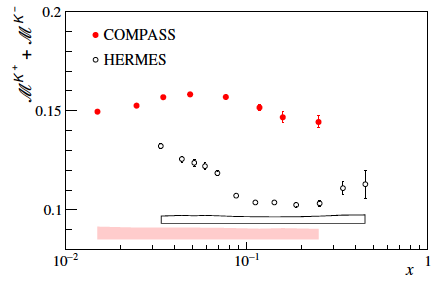 0.2
COMPASS
HERMES
ℳ^{K⁺} + ℳ^{K⁻}
0.15
0.1
10⁻²
10⁻¹
1
x